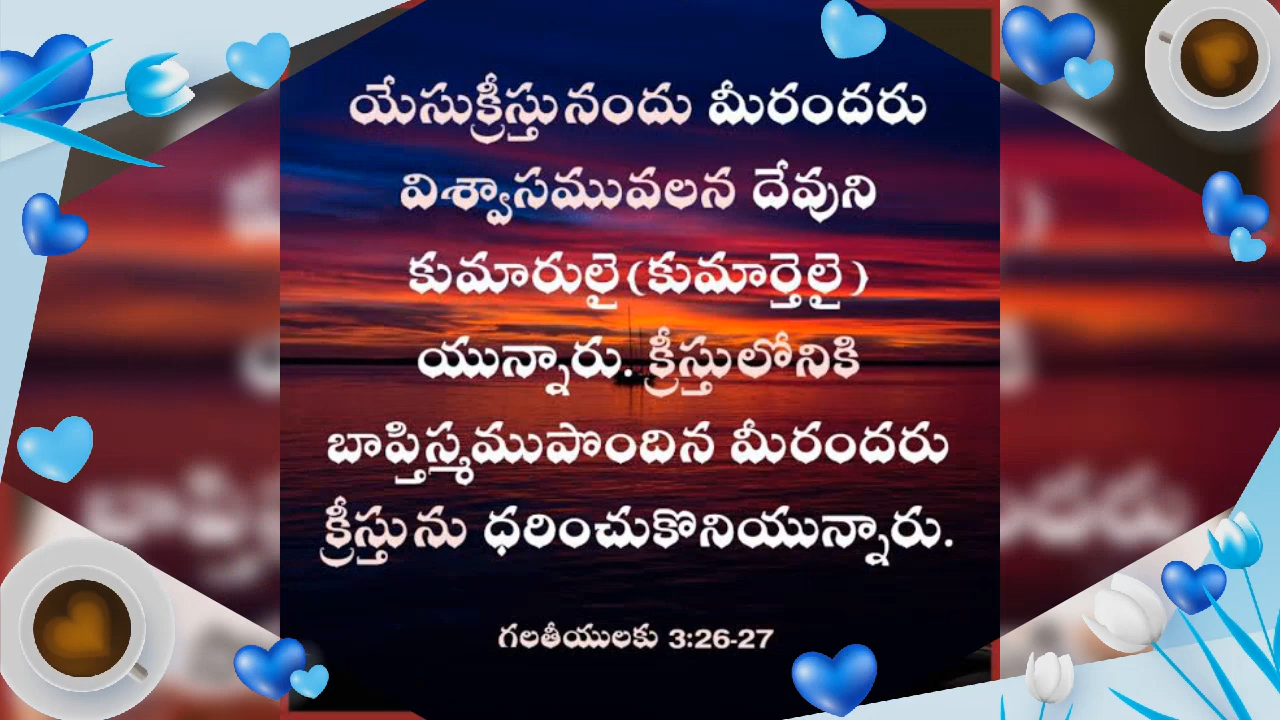 యేసుక్రీస్తునందు మీరందరు
విశ్వాసమువలన దేవుని
కుమారులై(కుమార్తెలై)
యున్నారు. క్రీస్తులోనికి
బాప్తిస్మముపొందిన మీరందరు
క్రీస్తును ధరించుకొనియున్నారు.
గలతీయులకు 3:26-27